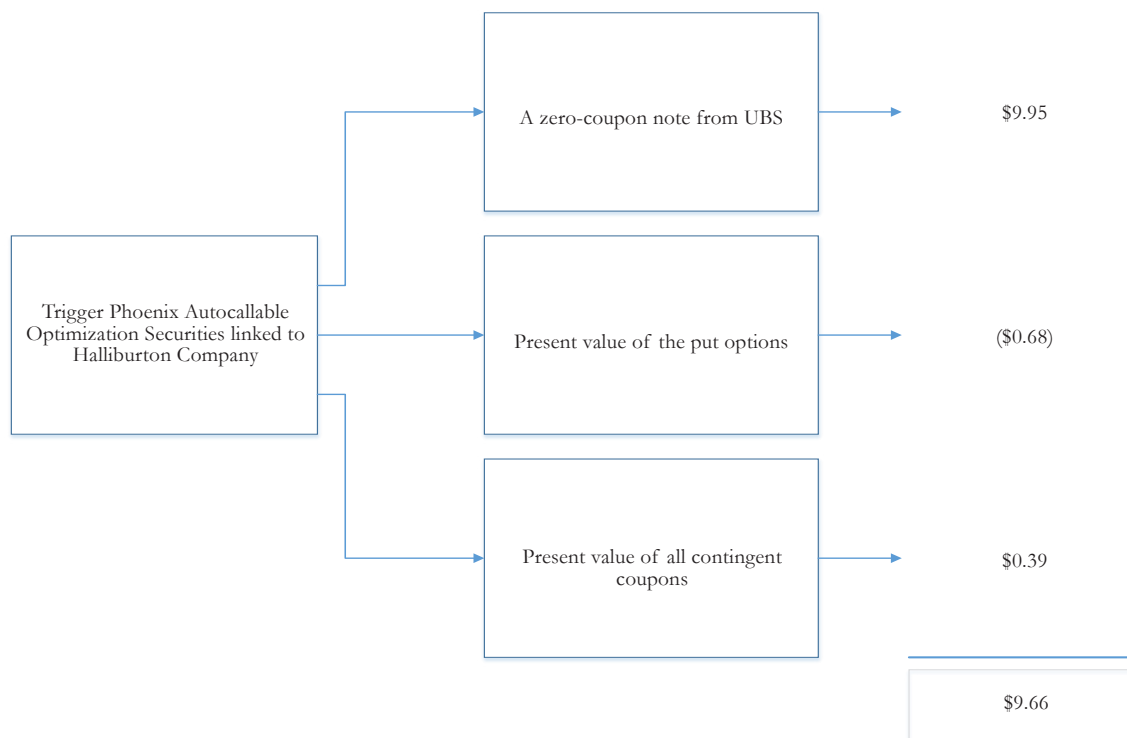 A zero-coupon note from UBS
$9.95
Trigger Phoenix Autocallable
Optimization Securities linked to
Halliburton Company
Present value of the put options
($0.68)
Present value of all contingent
coupons
$0.39
$9.66